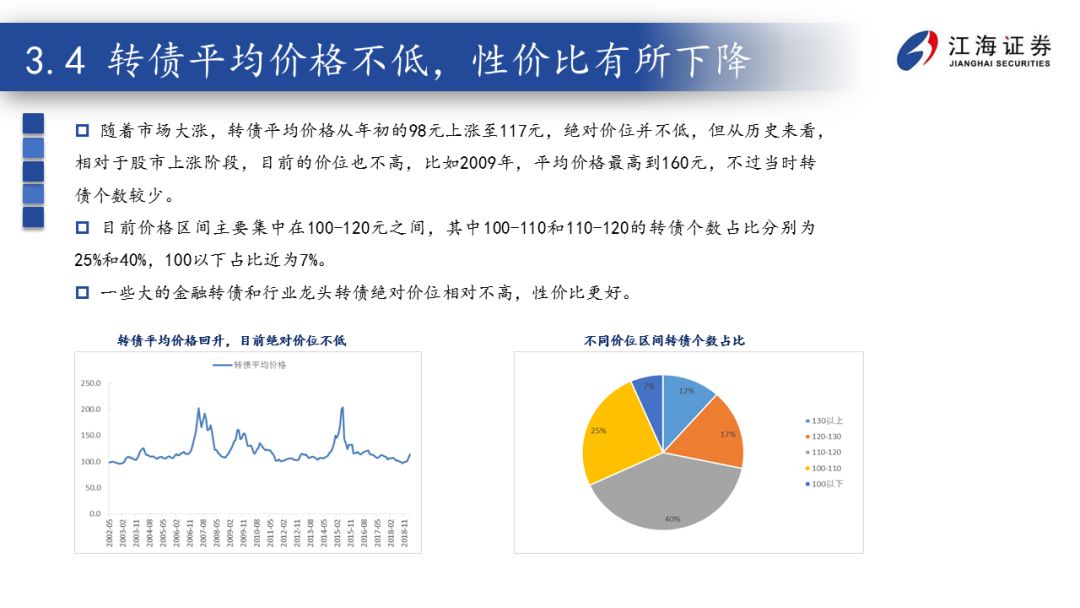 3.4 转债平均价格不低，性价比有所下降
江海证券
JIANGHAI SECURITIES
随着市场大涨，转债平均价格从年初的98元上涨至117元，绝对价位并不低，但从历史来看，
相对于股市上涨阶段，目前的价位也不高，比如2009年，平均价格最高到160元，不过当时转
债个数较少。
目前价格区间主要集中在100-120元之间，其中100-110和110-120的转债个数占比分别为
25%和40%，100以下占比近为7%。
一些大的金融转债和行业龙头转债绝对价位相对不高，性价比更好。
转债平均价格回升，目前绝对价位不低
转债平均价格
250.0
200.0
150.0
100.0
50.0
0.0
2002-05
2003-02
2003-11
2004-08
2005-05
2006-02
2006-11
2007-08
2008-05
2009-02
2009-11
2010-08
2011-05
2012-02
2012-11
2013-08
2014-05
2015-02
2015-11
2016-08
2017-05
2018-02
2018-11
不同价位区间转债个数占比
7%
12%
17%
25%
40%
130以上
120-130
110-120
100-110
100以下